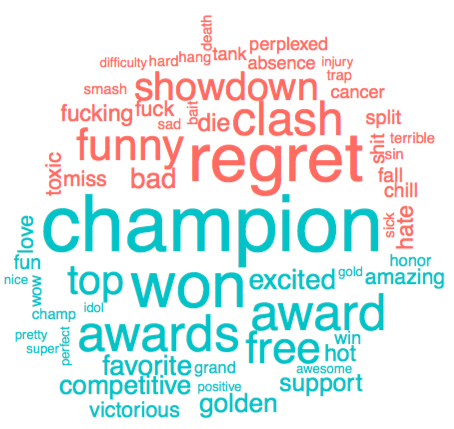 death
difficulty hard hang tank perplexed
absence injury
smash showdown trap
cancer
fucking fuck bait clash split
sad die
funny regret shit terrible
sin
toxic miss bad fall
chill
sick hate
love champion
fun honor
nice wow top won excited gold amazing
champ idol award
pretty awards free win
super perfect hot
favorite grand awesome
competitive positive support
victorious golden